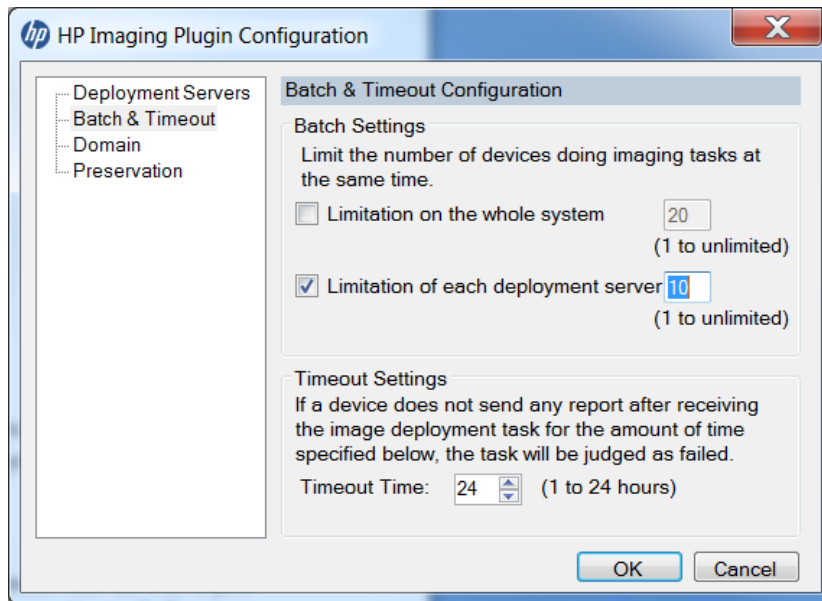 hp HP Imaging Plugin Configuration X
Deployment Servers
Batch & Timeout
Domain
Preservation
Batch & Timeout Configuration
Batch Settings
Limit the number of devices doing imaging tasks at
the same time.
Limitation on the whole system 20
(1 to unlimited)
Limitation of each deployment server 10
(1 to unlimited)
Timeout Settings
If a device does not send any report after receiving
the image deployment task for the amount of time
specified below, the task will be judged as failed.
Timeout Time: 24 (1 to 24 hours)
OK Cancel